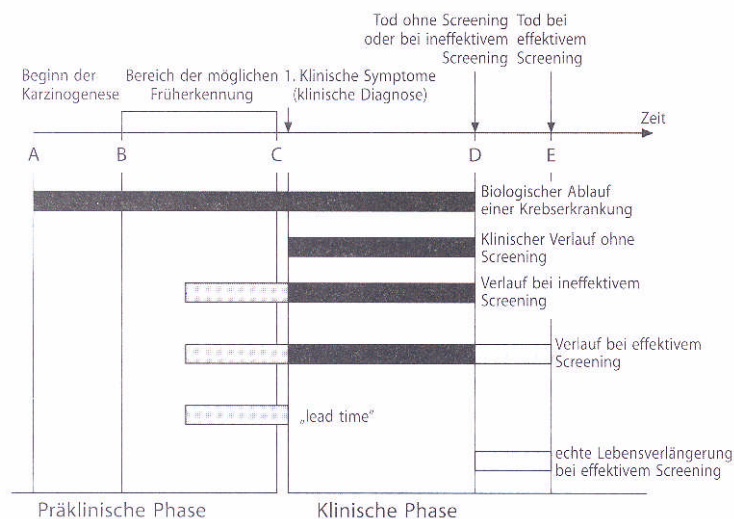 Tod ohne Screening
oder bei ineffektivem
Screening
Tod bei
effektivem
Screening
Beginn der
Karzinogenese
Bereich der möglichen
Früherkennung
1. Klinische Symptome
(klinische Diagnose)
Zeit
A
B
C
D
E
Biologischer Ablauf
einer Krebserkrankung
Klinischer Verlauf ohne
Screening
Verlauf bei ineffektivem
Screening
Verlauf bei effektivem
Screening
„lead time"
echte Lebensverlängerung
bei effektivem Screening
Präklinische Phase
Klinische Phase